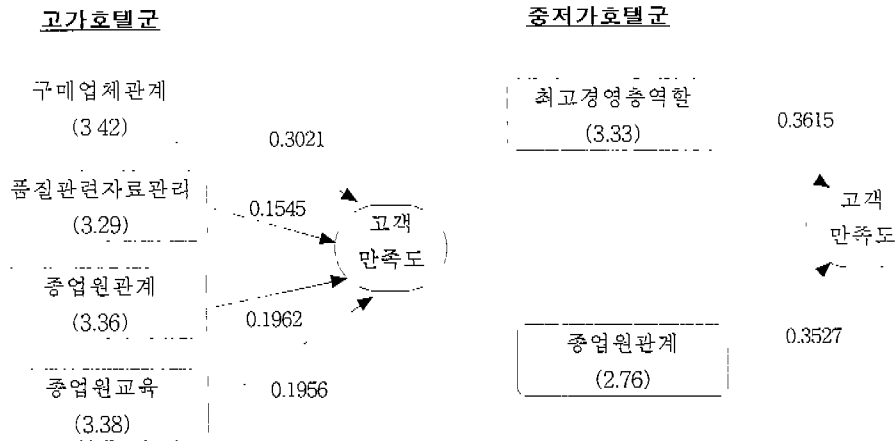 고가호텔군
구매업체관계
(3 42)
0.3021
품질관련자료관리
(3.29)
0.1545
고객
만족도
종업원관계
(3.36)
0.1962
종업원교육
(3.38)
0.1956
중저가호텔군
최고경영층역할
(3.33)
0.3615
고객
만족도
종업원관계
(2.76)
0.3527